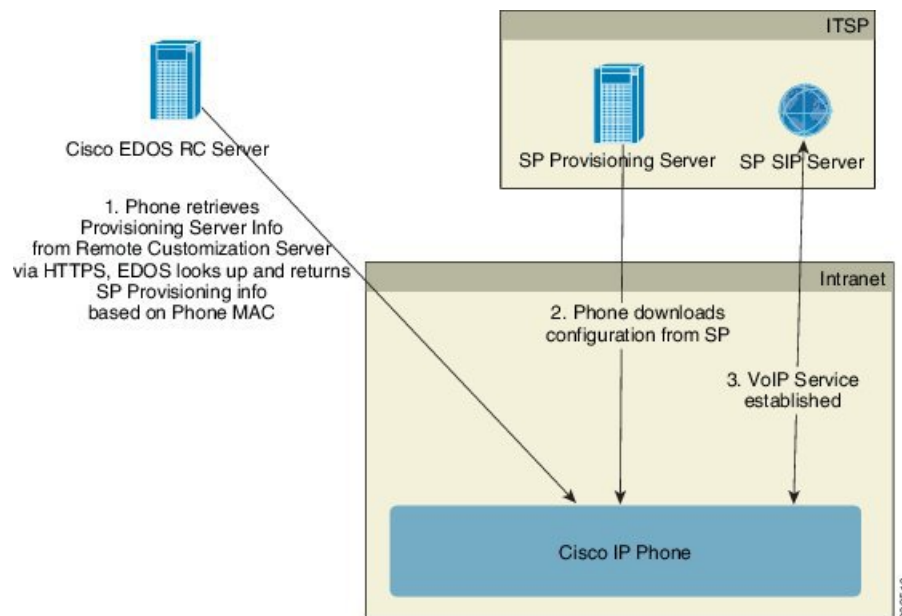 ITSP
Cisco EDOS RC Server
SP Provisioning Server
SP SIP Server
1. Phone retrieves
Provisioning Server Info
from Remote Customization Server
via HTTPS, EDOS looks up and returns
SP Provisioning info
based on Phone MAC
Intranet
2. Phone downloads
configuration from SP
3. VoIP Service
established
Cisco IP Phone